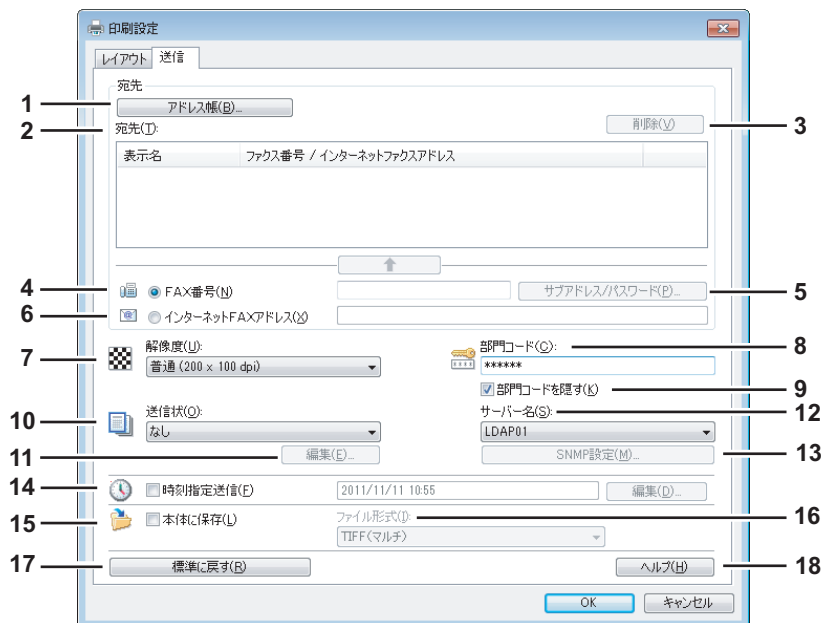 印刷設定
レイアウト 送信
宛先
1 アドレス帳(B)...
2 宛先(T):
削除(V) 3
表示名 ファクス番号 / インターネットファクスアドレス
4 FAX番号(N) サブアドレス/パスワード(P)... 5
6 インターネットFAXアドレス(X)
7 解像度(U): 部門コード(C): 8
普通 (200 x 100 dpi) ******
部門コードを隠す(K) 9
10 送信状(O): サーバー名(S): 12
なし LDAP01
11 編集(E)... SNMP設定(M)... 13
14 時刻指定送信(F) 2011/11/11 10:55 編集(D)...
15 本体に保存(L) ファイル形式(I): 16
TIFF(マルチ)
17 標準に戻す(R) ヘルプ(H) 18
OK キャンセル